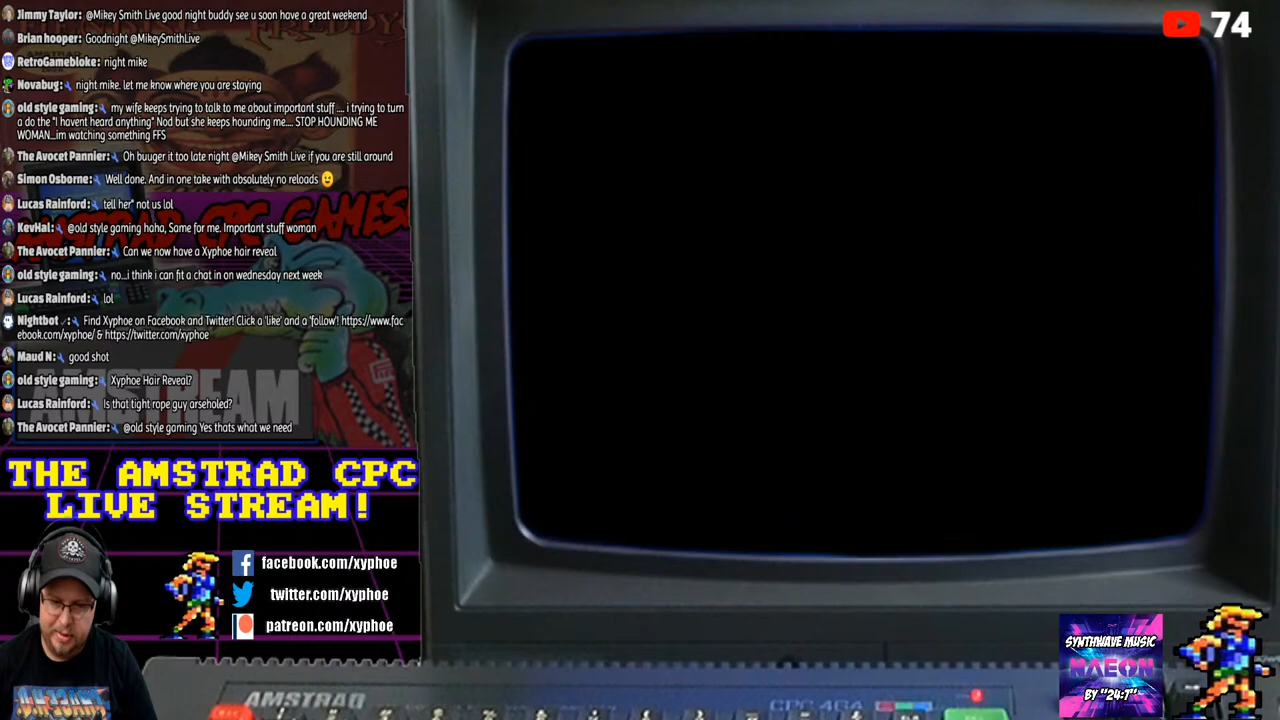 Jimmy Taylor: @Mikey Smith Live good night buddy see u soon have a great weekend
Brian hooper: Goodnight @MikeySmithLive
RetroGamebloke: night mike
Novabug: night mike. let me know where you are staying
old style gaming: my wife keeps trying to talk to me about important stuff .... i trying to turn
a do the "I havent heard anything" Nod but she keeps hounding me.... STOP HOUNDING ME
WOMAN...im watching something FFS
The Avocet Pannier: Oh buuger it too late night @Mikey Smith Live if you are still around
Simon Osborne: Well done. And in one take with absolutely no reloads
Lucas Rainford: tell her* not us lol
KevHal: @old style gaming haha, Same for me. Important stuff woman
The Avocet Pannier: Can we now have a Xyphoe hair reveal
old style gaming: no...i think i can fit a chat in on wednesday next week
Lucas Rainford: lol
Nightbot: Find Xyphoe on Facebook and Twitter! Click a 'like' and a 'follow'! https://www.fac
ebook.com/xyphoe/ & https://twitter.com/xyphoe
Maud N: good shot
old style gaming: Xyphoe Hair Reveal?
Lucas Rainford: Is that tight rope guy arseholed?
The Avocet Pannier: @old style gaming Yes thats what we need
AMSTRAD CPC GAMES
AMSTREAM
THE AMSTRAD CPC
LIVE STREAM!
facebook.com/xyphoe
twitter.com/xyphoe
patreon.com/xyphoe
74
SYNTHWAVE MUSIC
NAEON
BY "24:7"
AMSTRAD
CPC 464